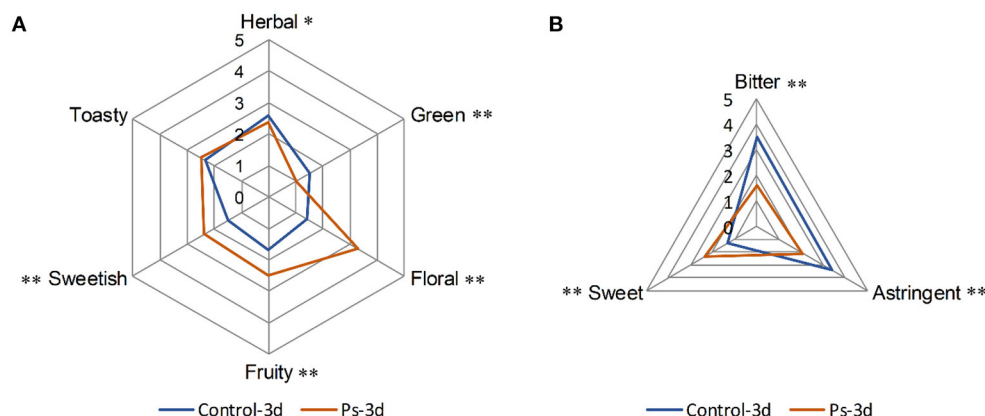 A
Herbal *
5
4
3
2
1
0
Toasty
Green **
** Sweetish
Floral **
Fruity **
Control-3d
Ps-3d
B
Bitter **
5
4
3
2
1
0
** Sweet
Astringent **
Control-3d
Ps-3d